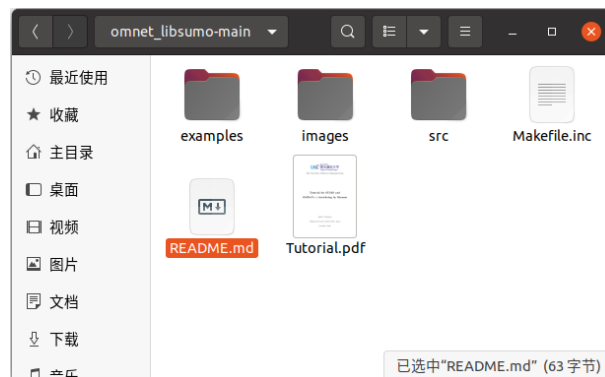 omnet_libsumo-main
最近使用
收藏
主目录
桌面
视频
图片
文档
下载
音乐
examples
images
src
Makefile.inc
README.md
Tutorial.pdf
已选中“README.md” (63 字节)